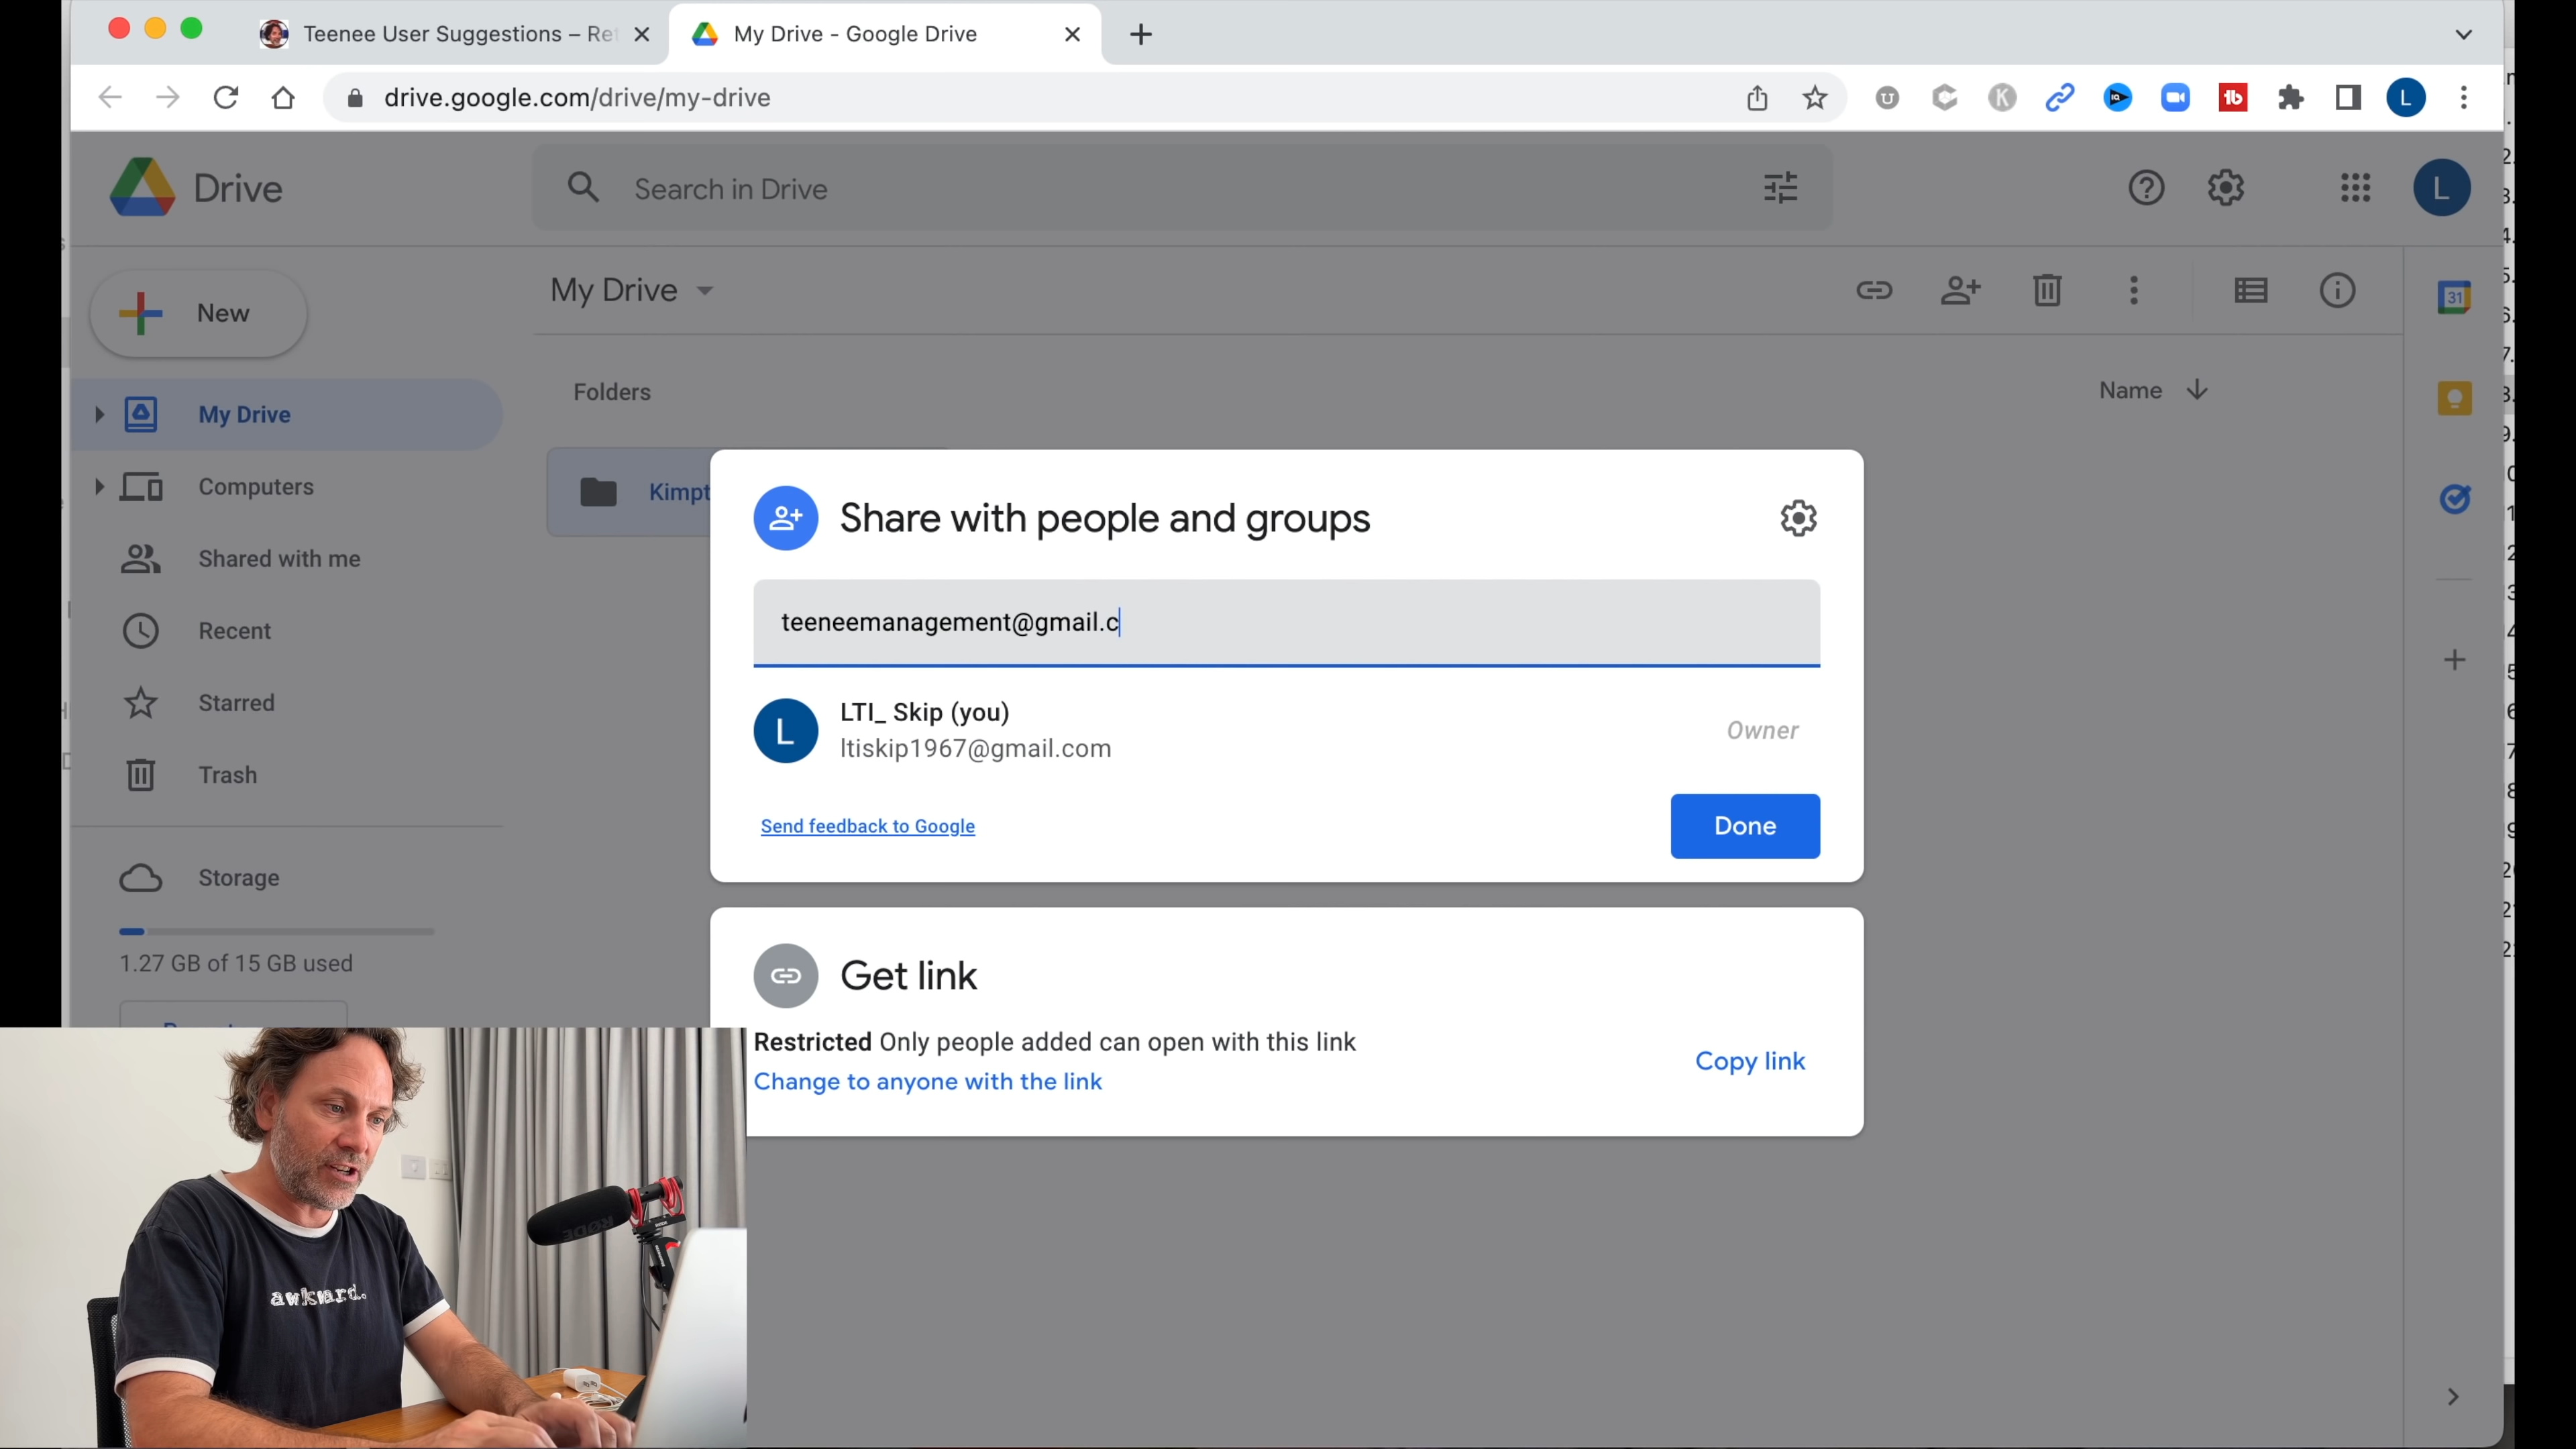 Teenee User Suggestions – Re
My Drive - Google Drive
drive.google.com/drive/my-drive
Drive
Search in Drive
L
New
My Drive
Folders
Name
My Drive
Computers
Kimpt
Shared with me
Recent
Starred
Trash
Storage
1.27 GB of 15 GB used
Share with people and groups
teeneemanagement@gmail.c
L
LTI_ Skip (you)
ltiskip1967@gmail.com
Owner
Send feedback to Google
Done
Get link
Restricted Only people added can open with this link
Change to anyone with the link
Copy link
31
RØDE
awkward.